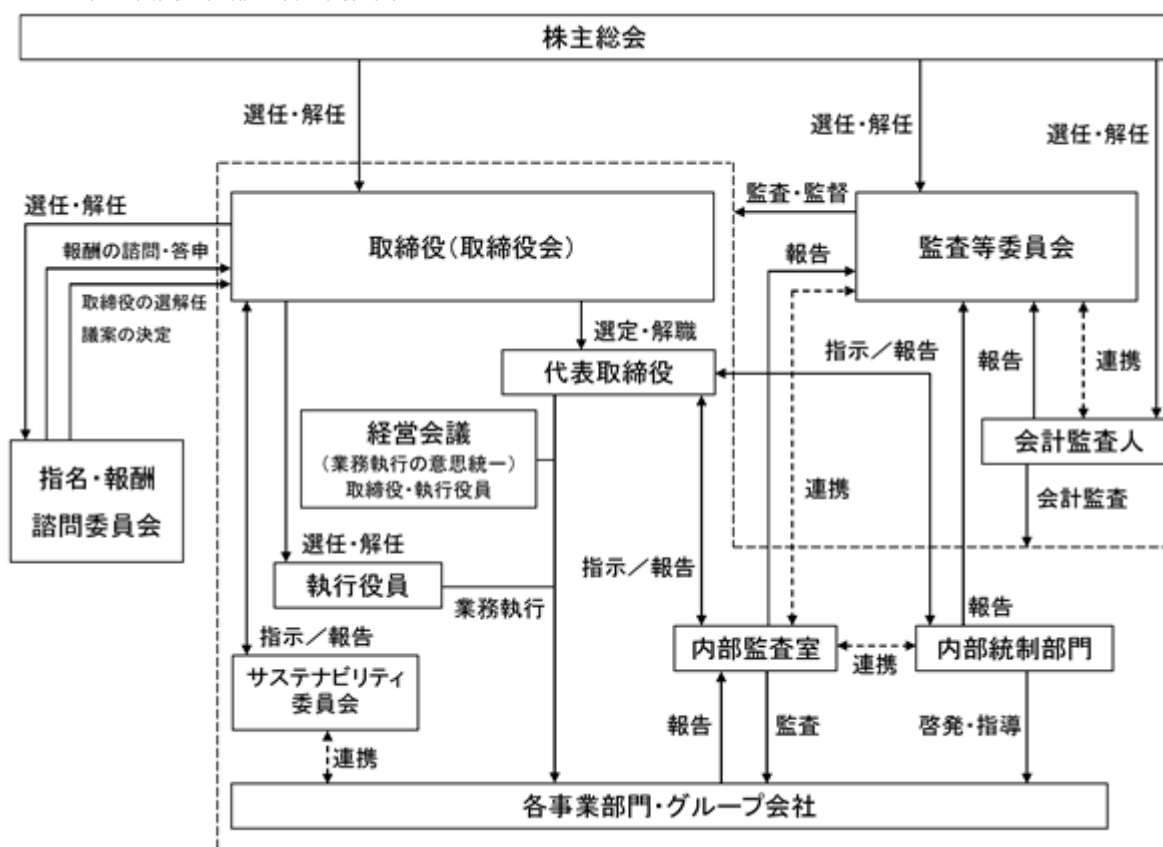 株主総会
選任・解任
選任・解任
選任・解任
選任・解任
監査・監督
取締役（取締役会）
監査等委員会
報酬の諮問・答申
報告
取締役の選解任
議案の決定
選定・解職
指示／報告
報告
連携
代表取締役
経営会議
（業務執行の意思統一）
取締役・執行役員
会計監査人
指名・報酬
諮問委員会
連携
会計監査
選任・解任
執行役員
業務執行
指示／報告
報告
指示／報告
内部監査室
連携
内部統制部門
サステナビリティ
委員会
報告
監査
啓発・指導
連携
各事業部門・グループ会社